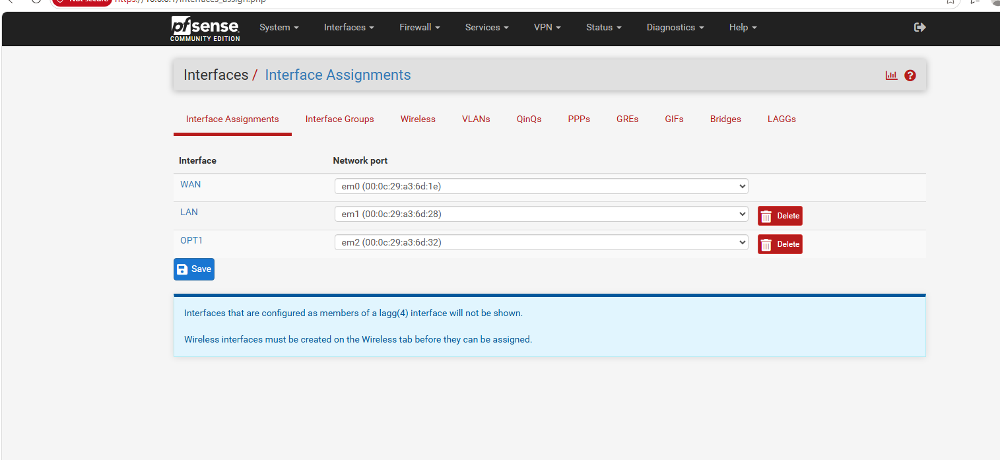 Not secure https://10.0.0.1/interfaces_assign.php
pfsense
COMMUNITY EDITION
System Interfaces Firewall Services VPN Status Diagnostics Help
Interfaces / Interface Assignments
Interface Assignments Interface Groups Wireless VLANs QinQs PPPs GREs GIFs Bridges LAGGs
Interface Network port
WAN em0 (00:0c:29:a3:6d:1e)
LAN em1 (00:0c:29:a3:6d:28) Delete
OPT1 em2 (00:0c:29:a3:6d:32) Delete
Save
Interfaces that are configured as members of a lagg(4) interface will not be shown.
Wireless interfaces must be created on the Wireless tab before they can be assigned.